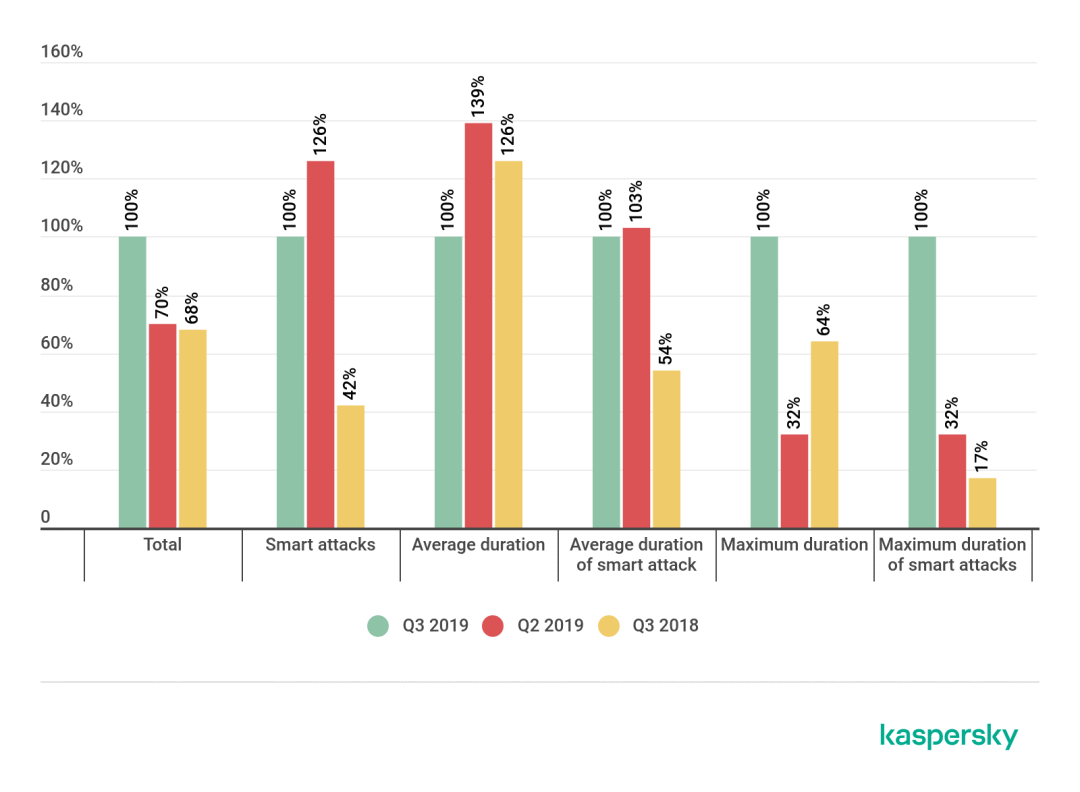 160%
140%
120%
100%
80%
60%
40%
20%
0
100%
70%
68%
100%
126%
42%
100%
139%
126%
100%
103%
54%
100%
32%
64%
100%
32%
17%
Total
Smart attacks
Average duration
Average duration
of smart attack
Maximum duration
Maximum duration
of smart attacks
Q3 2019 Q2 2019 Q3 2018
kaspersky